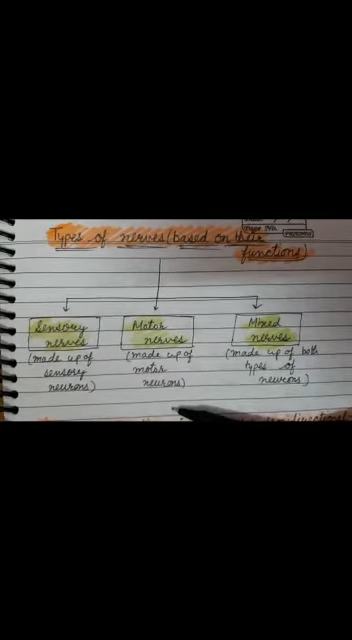 Types of nerves (based on their
functions)
Sensory
nerves
(made up of
sensory
neurons)
Motor
nerves
(made up of
motor
neurons)
Mixed
nerves
(made up of both
types of
neurons)